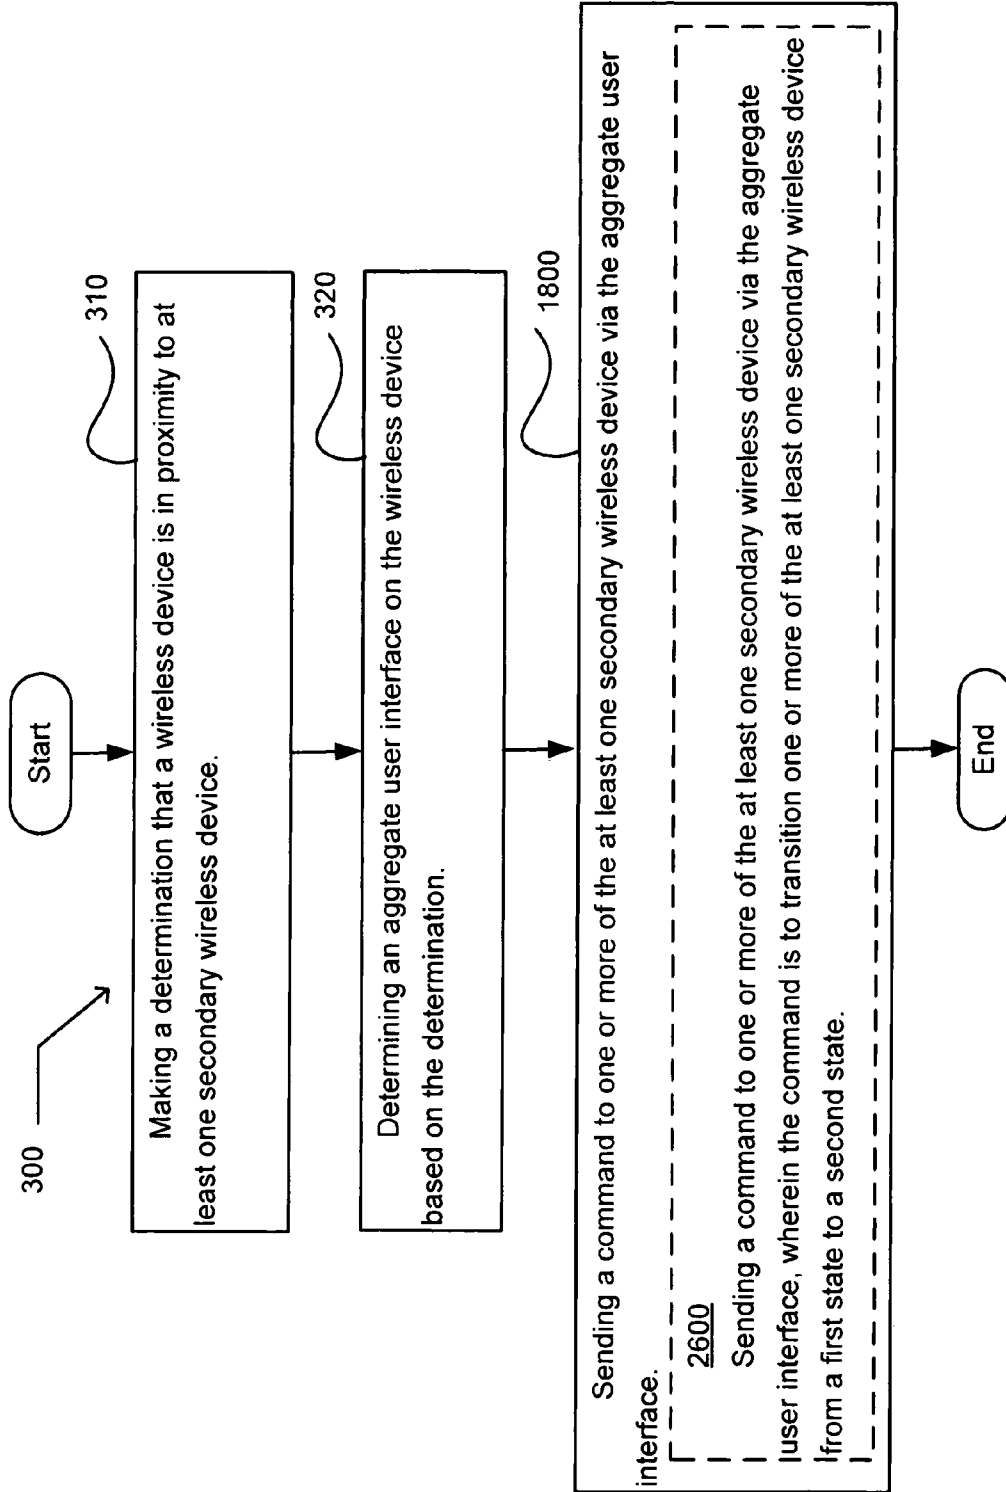 300
Start
310
Making a determination that a wireless device is in proximity to at
least one secondary wireless device.
320
Determining an aggregate user interface on the wireless device
based on the determination.
1800
Sending a command to one or more of the at least one secondary wireless device via the aggregate user
interface.
2600
Sending a command to one or more of the at least one secondary wireless device via the aggregate
user interface, wherein the command is to transition one or more of the at least one secondary wireless device
from a first state to a second state.
End